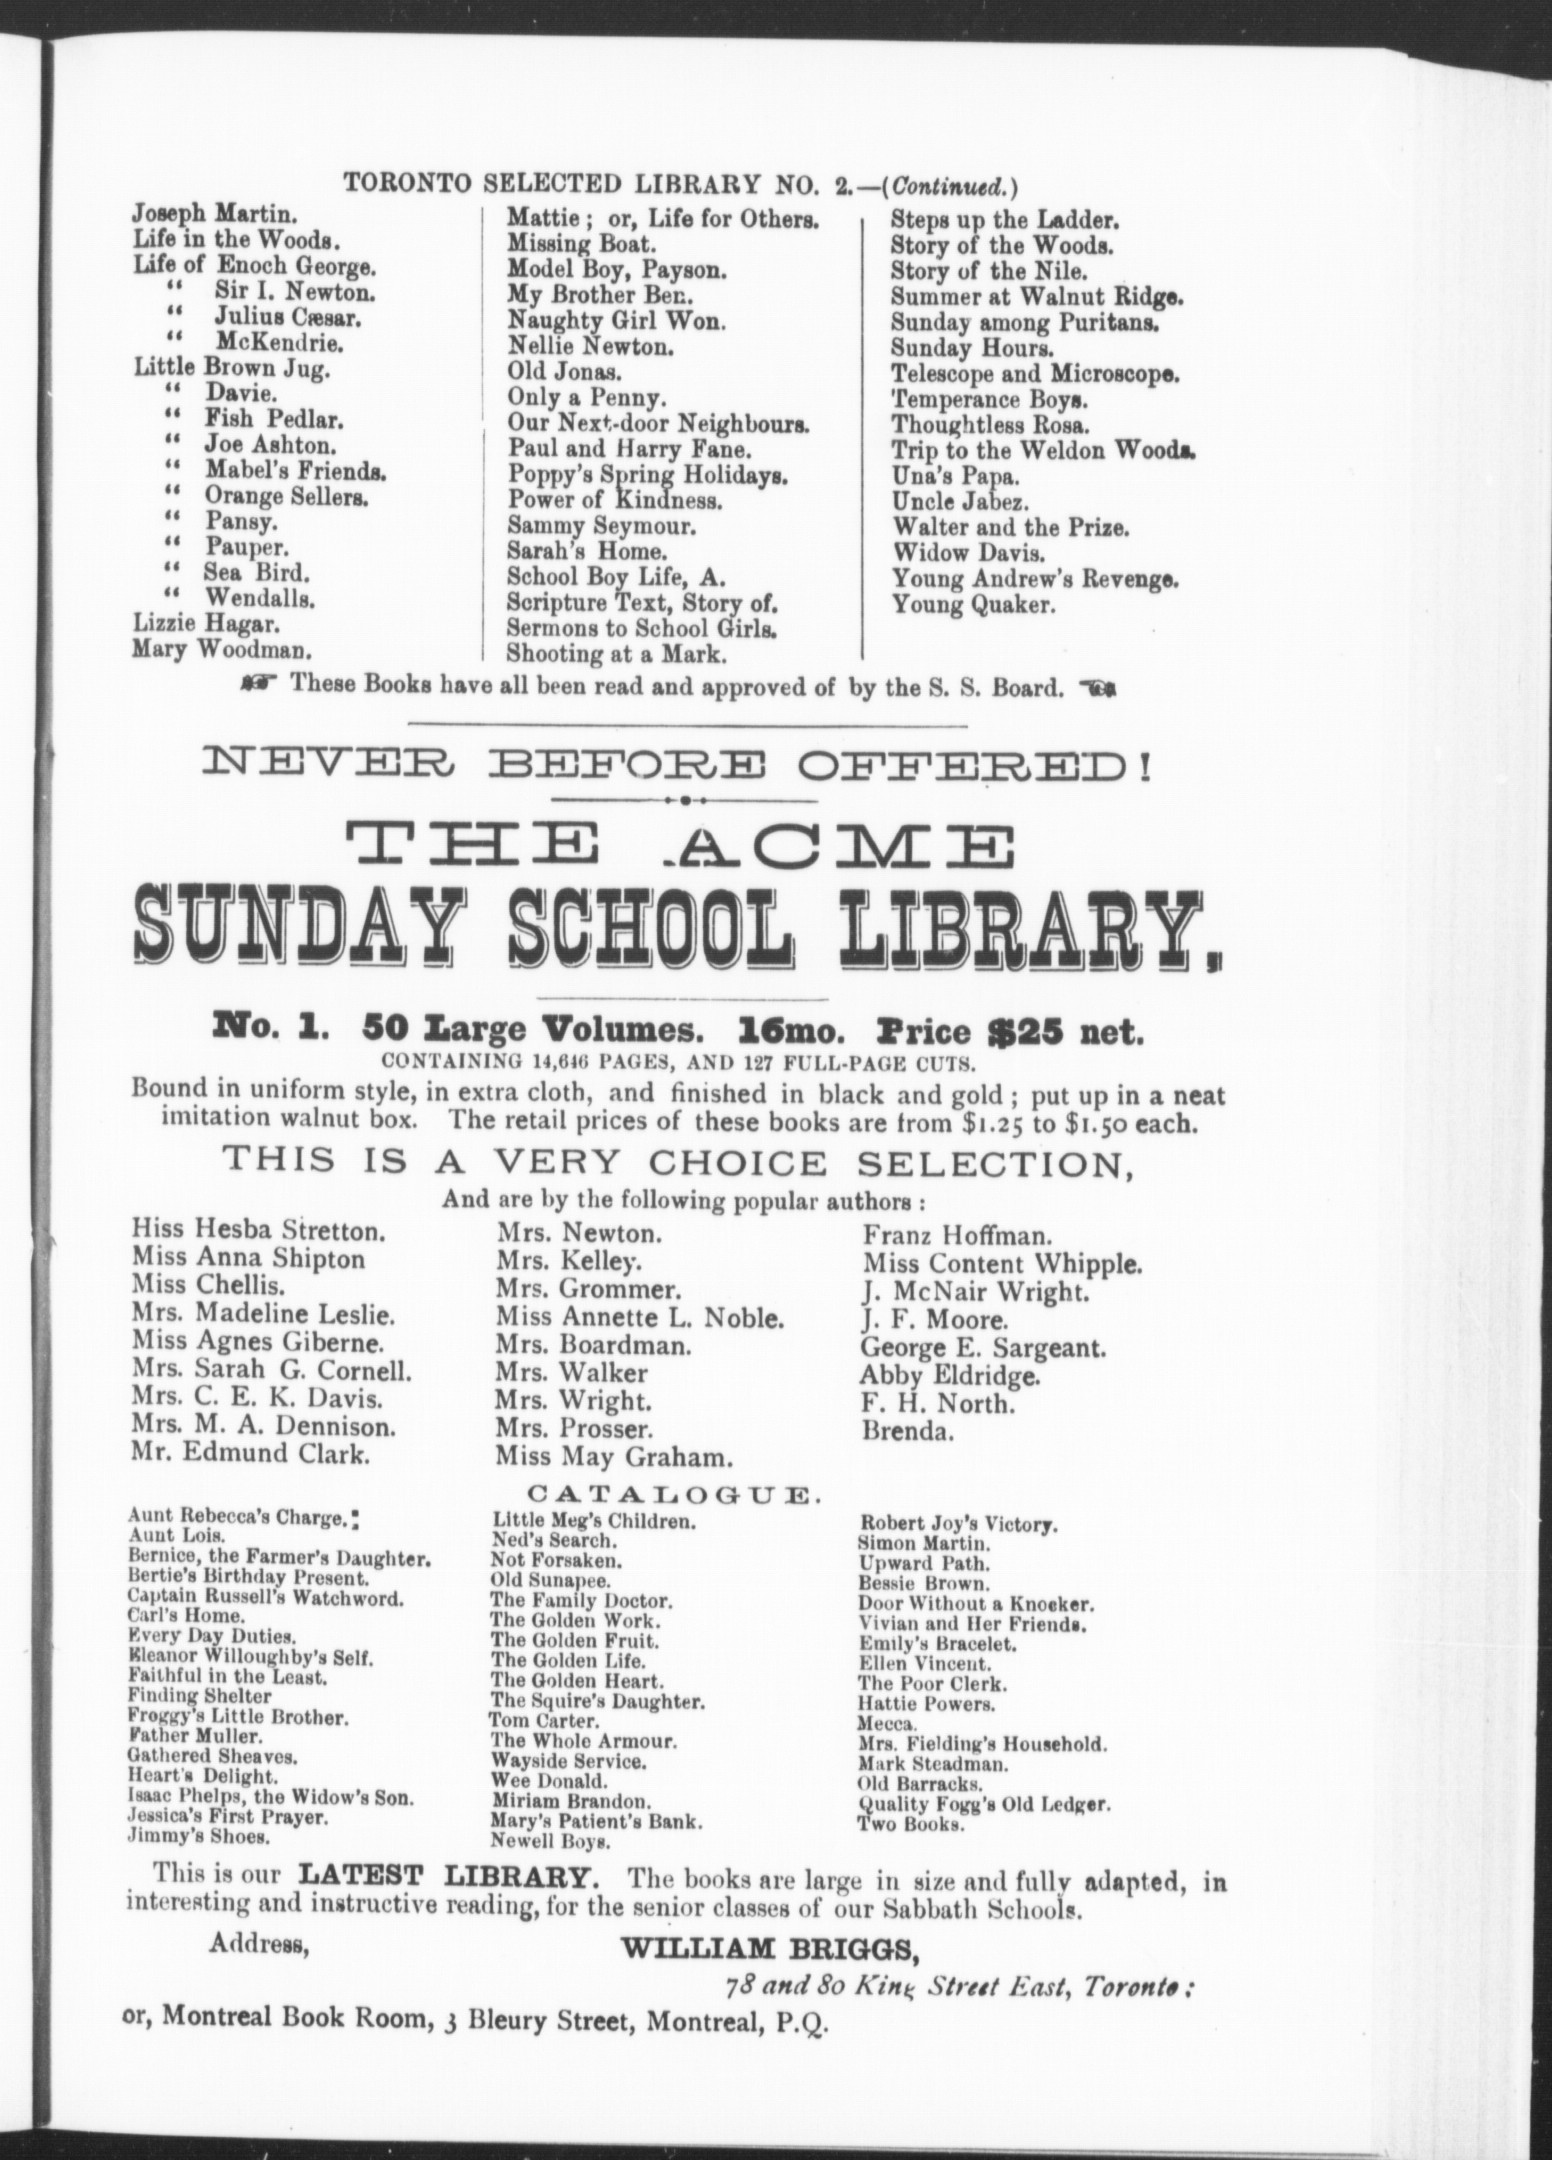 TORONTO SELECTED LIBRARY NO. 2.—(Continued.)
Joseph Martin.
Life in the Woods.
Life of Enoch George.
“ Sir I. Newton.
“ Julius Cæsar.
“ McKendrie.
Little Brown Jug.
“ Davie.
“ Fish Pedlar.
“ Joe Ashton.
“ Mabel's Friends.
“ Orange Sellers.
“ Pansy.
“ Pauper.
“ Sea Bird.
“ Wendalls.
Lizzie Hagar.
Mary Woodman.
Mattie ; or, Life for Others.
Missing Boat.
Model Boy, Payson.
My Brother Ben.
Naughty Girl Won.
Nellie Newton.
Old Jonas.
Only a Penny.
Our Next-door Neighbours.
Paul and Harry Fane.
Poppy's Spring Holidays.
Power of Kindness.
Sammy Seymour.
Sarah's Home.
School Boy Life, A.
Scripture Text, Story of.
Sermons to School Girls.
Shooting at a Mark.
Steps up the Ladder.
Story of the Woods.
Story of the Nile.
Summer at Walnut Ridge.
Sunday among Puritans.
Sunday Hours.
Telescope and Microscope.
Temperance Boys.
Thoughtless Rosa.
Trip to the Weldon Woods.
Una's Papa.
Uncle Jabez.
Walter and the Prize.
Widow Davis.
Young Andrew's Revenge.
Young Quaker.
☞ These Books have all been read and approved of by the S. S. Board. ☜
NEVER BEFORE OFFERED!
THE ACME
SUNDAY SCHOOL LIBRARY,
No. 1. 50 Large Volumes. 16mo. Price $25 net.
CONTAINING 14,646 PAGES, AND 127 FULL-PAGE CUTS.
Bound in uniform style, in extra cloth, and finished in black and gold ; put up in a neat
imitation walnut box. The retail prices of these books are from $1.25 to $1.50 each.
THIS IS A VERY CHOICE SELECTION,
And are by the following popular authors :
Hiss Hesba Stretton.
Miss Anna Shipton
Miss Chellis.
Mrs. Madeline Leslie.
Miss Agnes Giberne.
Mrs. Sarah G. Cornell.
Mrs. C. E. K. Davis.
Mrs. M. A. Dennison.
Mr. Edmund Clark.
Mrs. Newton.
Mrs. Kelley.
Mrs. Grommer.
Miss Annette L. Noble.
Mrs. Boardman.
Mrs. Walker
Mrs. Wright.
Mrs. Prosser.
Miss May Graham.
Franz Hoffman.
Miss Content Whipple.
J. McNair Wright.
J. F. Moore.
George E. Sargeant.
Abby Eldridge.
F. H. North.
Brenda.
CATALOGUE.
Aunt Rebecca's Charge.
Aunt Lois.
Bernice, the Farmer's Daughter.
Bertie's Birthday Present.
Captain Russell's Watchword.
Carl's Home.
Every Day Duties.
Eleanor Willoughby's Self.
Faithful in the Least.
Finding Shelter
Froggy's Little Brother.
Father Muller.
Gathered Sheaves.
Heart's Delight.
Isaac Phelps, the Widow's Son.
Jessica's First Prayer.
Jimmy's Shoes.
Little Meg's Children.
Ned's Search.
Not Forsaken.
Old Sunapee.
The Family Doctor.
The Golden Work.
The Golden Fruit.
The Golden Life.
The Golden Heart.
The Squire's Daughter.
Tom Carter.
The Whole Armour.
Wayside Service.
Wee Donald.
Miriam Brandon.
Mary's Patient's Bank.
Newell Boys.
Robert Joy's Victory.
Simon Martin.
Upward Path.
Bessie Brown.
Door Without a Knocker.
Vivian and Her Friends.
Emily's Bracelet.
Ellen Vincent.
The Poor Clerk.
Hattie Powers.
Mecca.
Mrs. Fielding's Household.
Mark Steadman.
Old Barracks.
Quality Fogg's Old Ledger.
Two Books.
This is our LATEST LIBRARY. The books are large in size and fully adapted, in
interesting and instructive reading, for the senior classes of our Sabbath Schools.
Address,
WILLIAM BRIGGS,
78 and 80 King Street East, Toronto ;
or, Montreal Book Room, 3 Bleury Street, Montreal, P.Q.